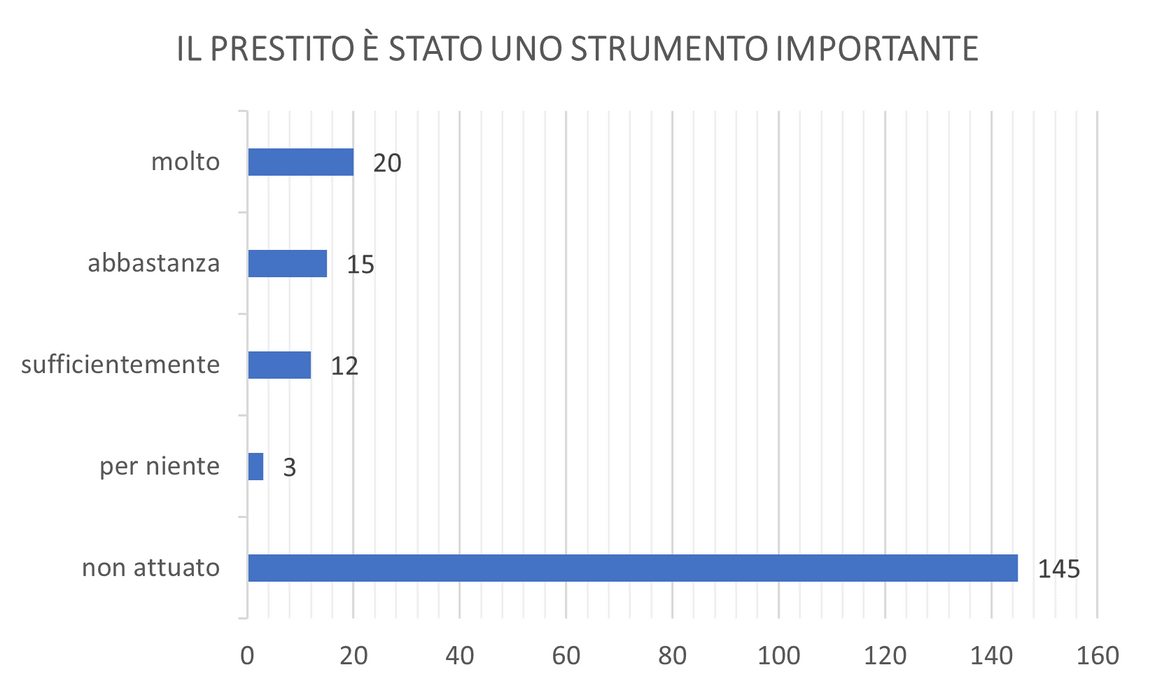 IL PRESTITO È STATO UNO STRUMENTO IMPORTANTE
molto 20
abbastanza 15
sufficientemente 12
per niente 3
non attuato 145
0 20 40 60 80 100 120 140 160